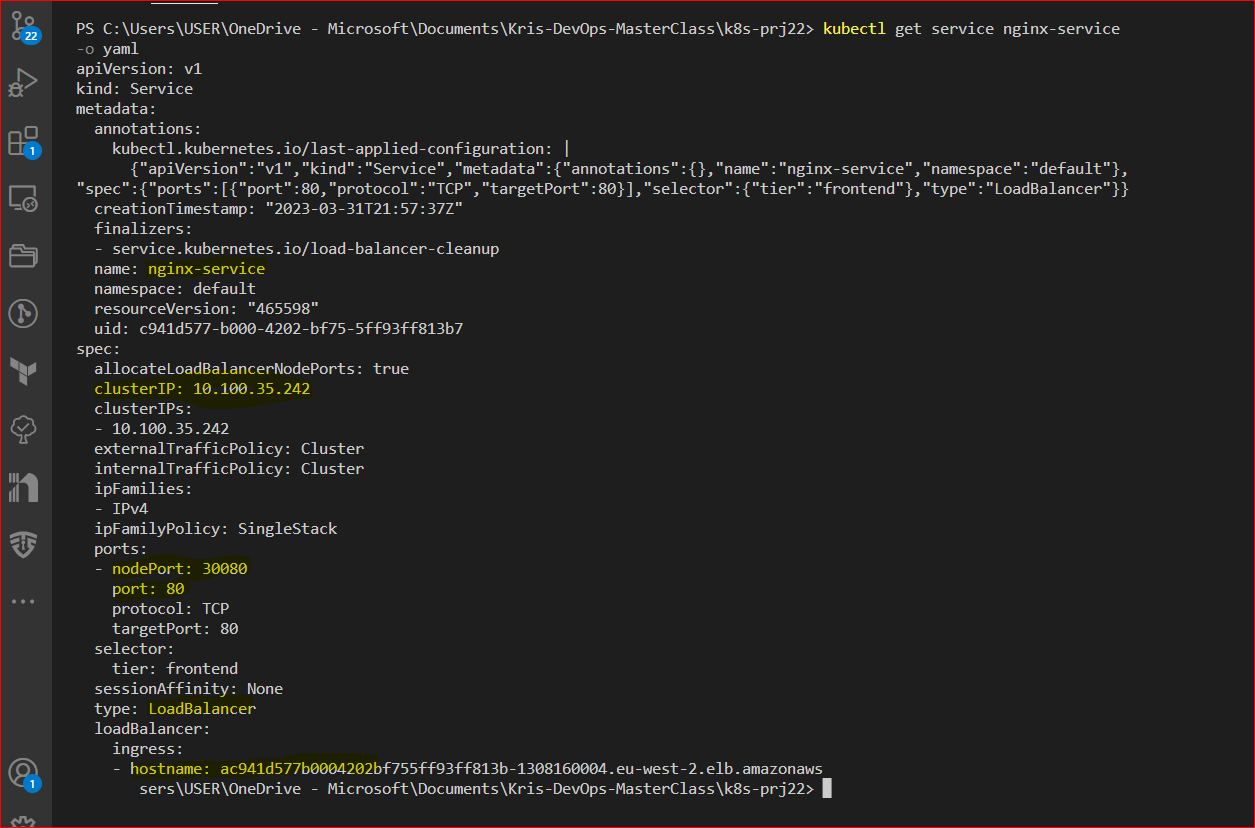 22
1
1
PS C:\Users\USER\OneDrive - Microsoft\Documents\Kris-DevOps-MasterClass\k8s-prj22> kubectl get service nginx-service
-o yaml
apiVersion: v1
kind: Service
metadata:
  annotations:
    kubectl.kubernetes.io/last-applied-configuration: |
      {"apiVersion":"v1","kind":"Service","metadata":{"annotations":{},"name":"nginx-service","namespace":"default"},
"spec":{"ports":[{"port":80,"protocol":"TCP","targetPort":80}],"selector":{"tier":"frontend"},"type":"LoadBalancer"}}
  creationTimestamp: "2023-03-31T21:57:37Z"
  finalizers:
  - service.kubernetes.io/load-balancer-cleanup
  name: nginx-service
  namespace: default
  resourceVersion: "465598"
  uid: c941d577-b000-4202-bf75-5ff93ff813b7
spec:
  allocateLoadBalancerNodePorts: true
  clusterIP: 10.100.35.242
  clusterIPs:
  - 10.100.35.242
  externalTrafficPolicy: Cluster
  internalTrafficPolicy: Cluster
  ipFamilies:
  - IPv4
  ipFamilyPolicy: SingleStack
  ports:
  - nodePort: 30080
    port: 80
    protocol: TCP
    targetPort: 80
  selector:
    tier: frontend
  sessionAffinity: None
  type: LoadBalancer
  loadBalancer:
    ingress:
    - hostname: ac941d577b0004202bf755ff93ff813b-1308160004.eu-west-2.elb.amazonaws
       sers\USER\OneDrive - Microsoft\Documents\Kris-DevOps-MasterClass\k8s-prj22>